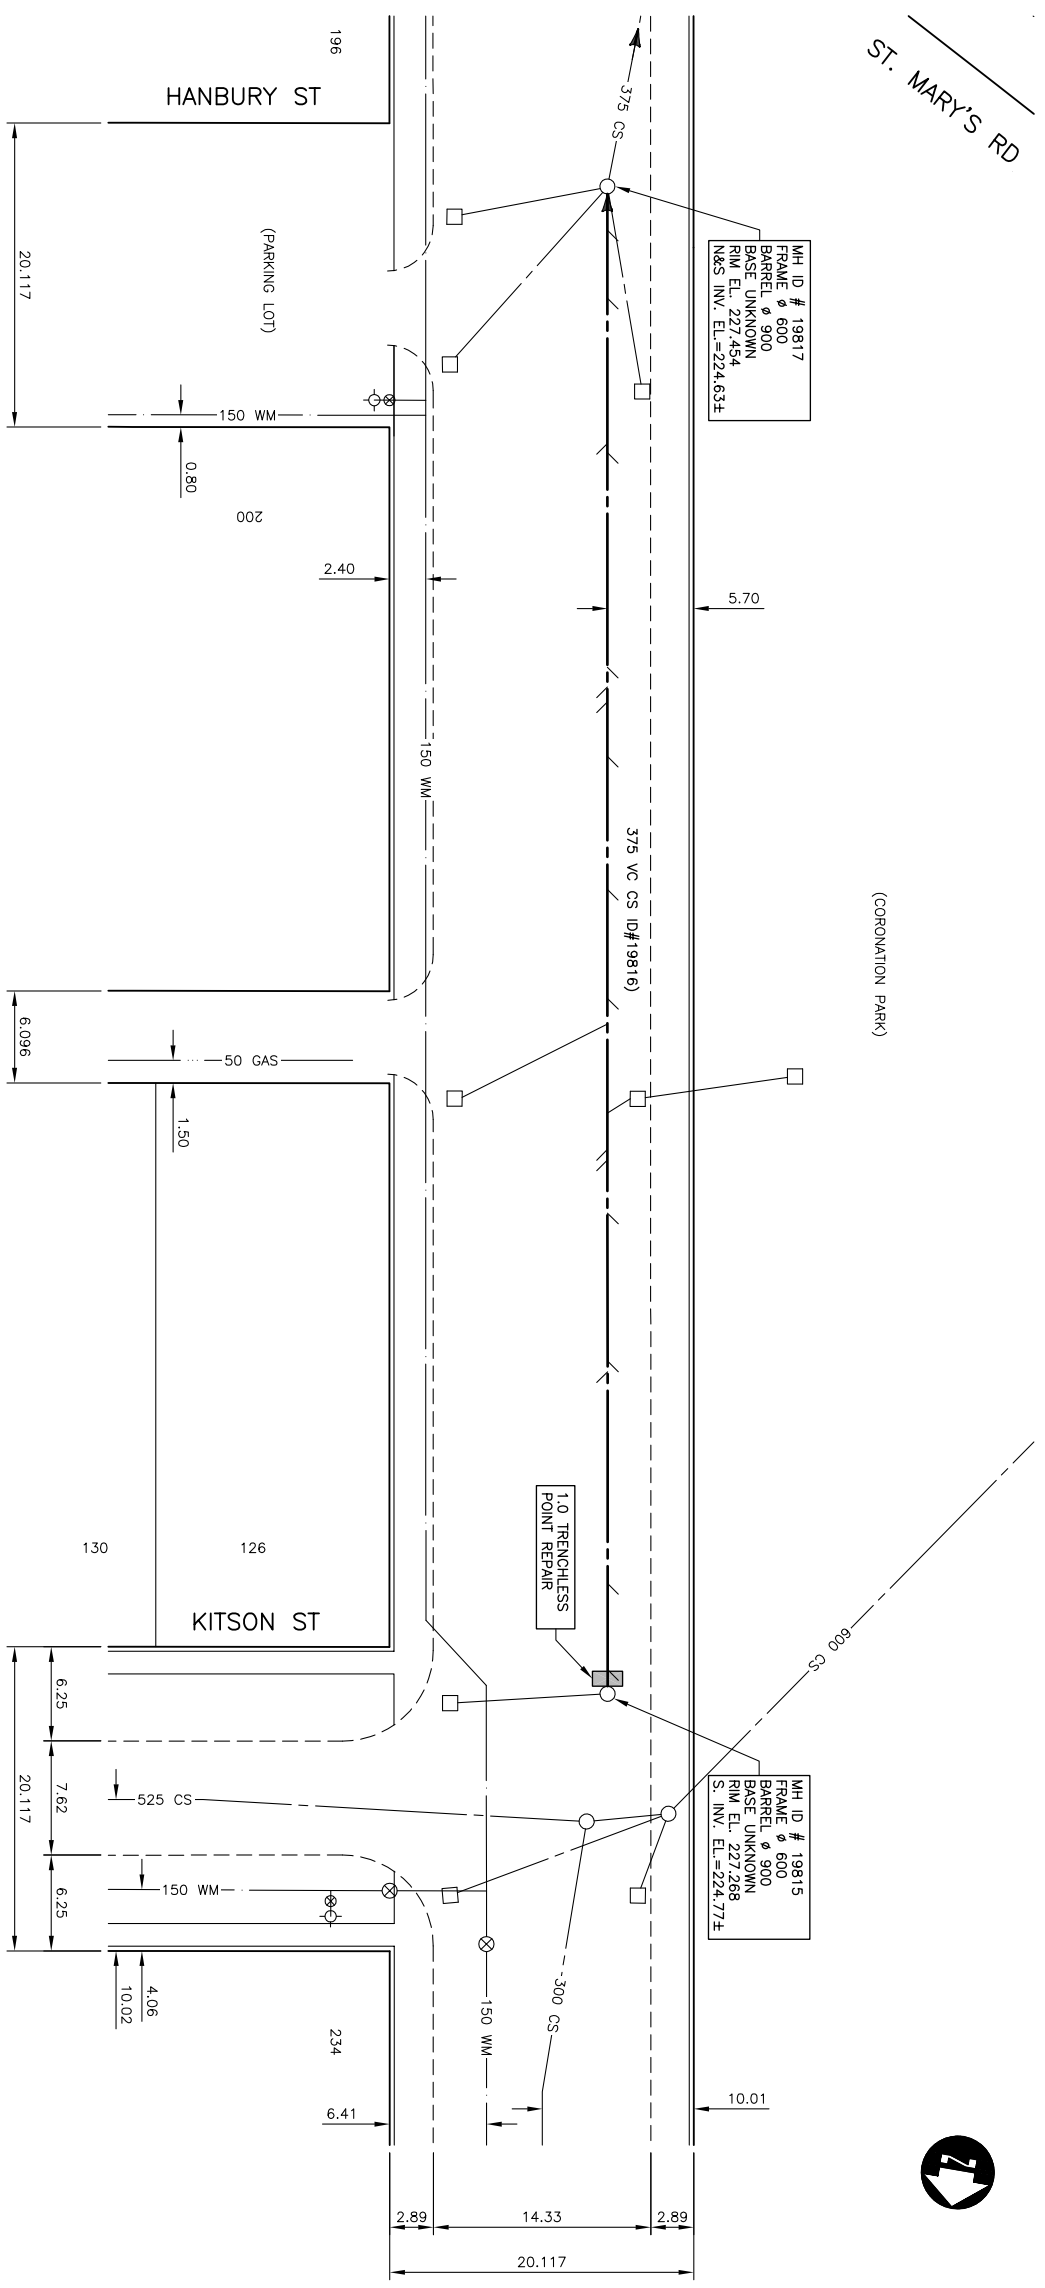 ST. MARY'S RD
196
HANBURY ST
375 CS
MH ID # 19817
FRAME ø 600
BARREL ø 900
BASE UNKNOWN
RIM EL. 227.454
N&S INV. EL.=224.63±
20.117
(PARKING LOT)
150 WM
0.80
200
2.40
5.70
150 WM
375 VC CS ID#19816)
(CORONATION PARK)
6.096
50 GAS
1.50
1.0 TRENCHLESS
POINT REPAIR
130
126
KITSON ST
600 CS
6.25
7.62
6.25
20.117
525 CS
150 WM
MH ID # 19815
FRAME ø 600
BARREL ø 900
BASE UNKNOWN
RIM EL. 227.268
S. INV. EL.=224.77±
4.06
10.02
234
150 WM
300 CS
6.41
10.01
N
2.89
14.33
2.89
20.117